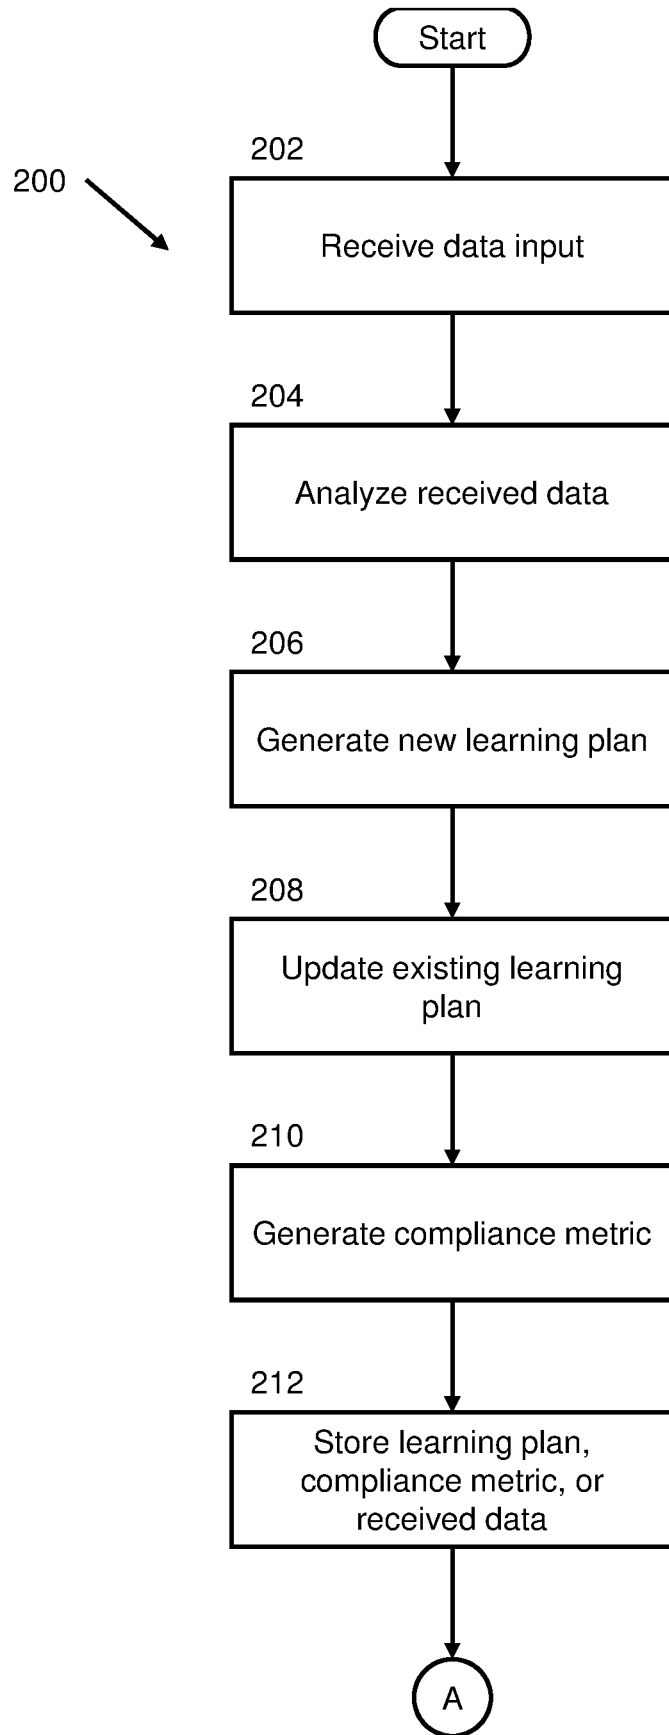 Start
202
200
Receive data input
204
Analyze received data
206
Generate new learning plan
208
Update existing learning
plan
210
Generate compliance metric
212
Store learning plan,
compliance metric, or
received data
A